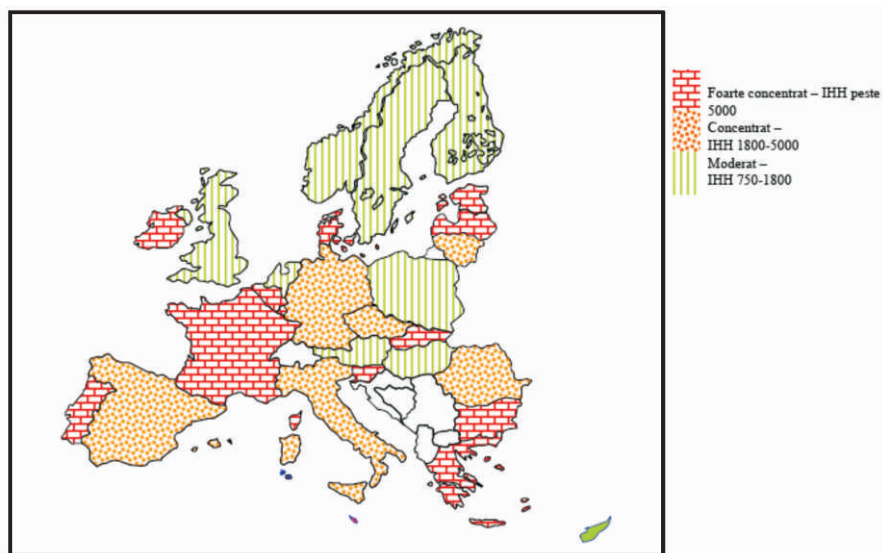 Foarte concentrat – IHH peste
5000
Concentrat –
IHH 1800-5000
Moderat –
IHH 750-1800